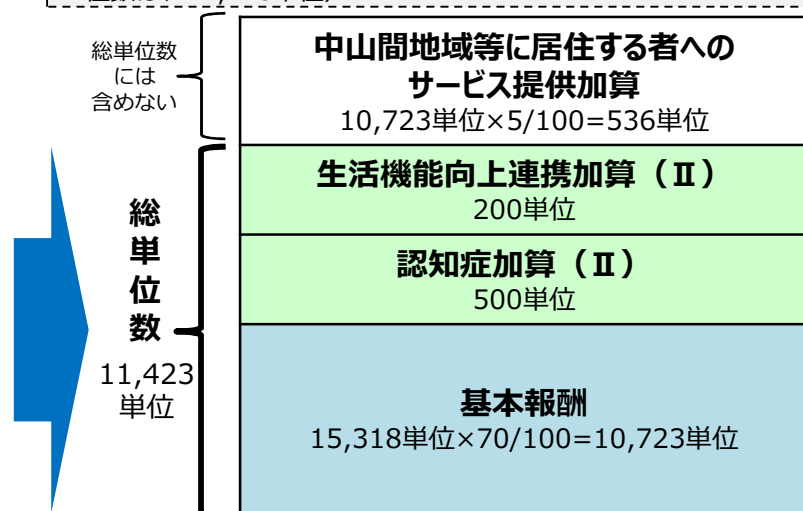 総単位数
には
含めない
中山間地域等に居住する者への
サービス提供加算
10,723単位×5/100=536単位
生活機能向上連携加算（Ⅱ）
200単位
認知症加算（Ⅱ）
500単位
総
単
位
数
11,423
単位
基本報酬
15,318単位×70/100=10,723単位